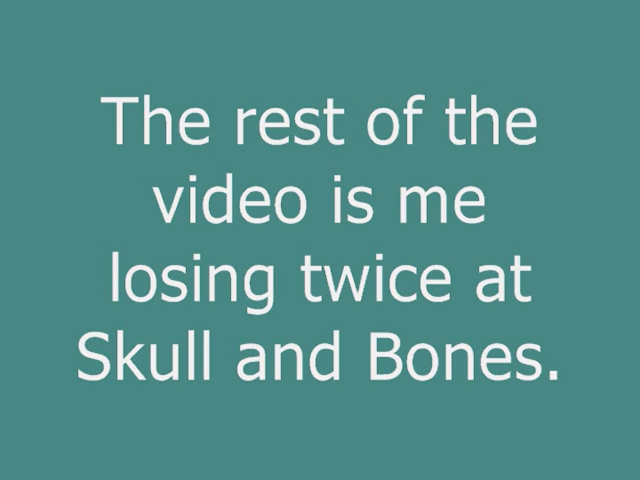 The rest of the
video is me
losing twice at
Skull and Bones.